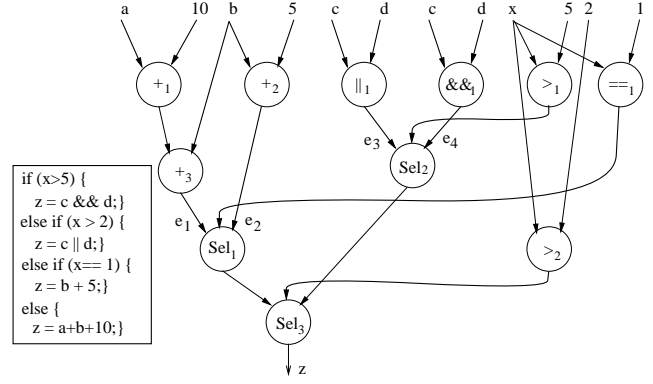 a 10 b 5 c d c d x 5 2 1
+1 +2 ||1 &&1 >1 ==1
e3 e4
+3 Sel2
if (x>5) {
z = c && d;}
else if (x > 2) {
z = c || d;}
else if (x== 1) {
z = b + 5;}
else {
z = a+b+10;}
e1 e2
Sel1 >2
Sel3
z